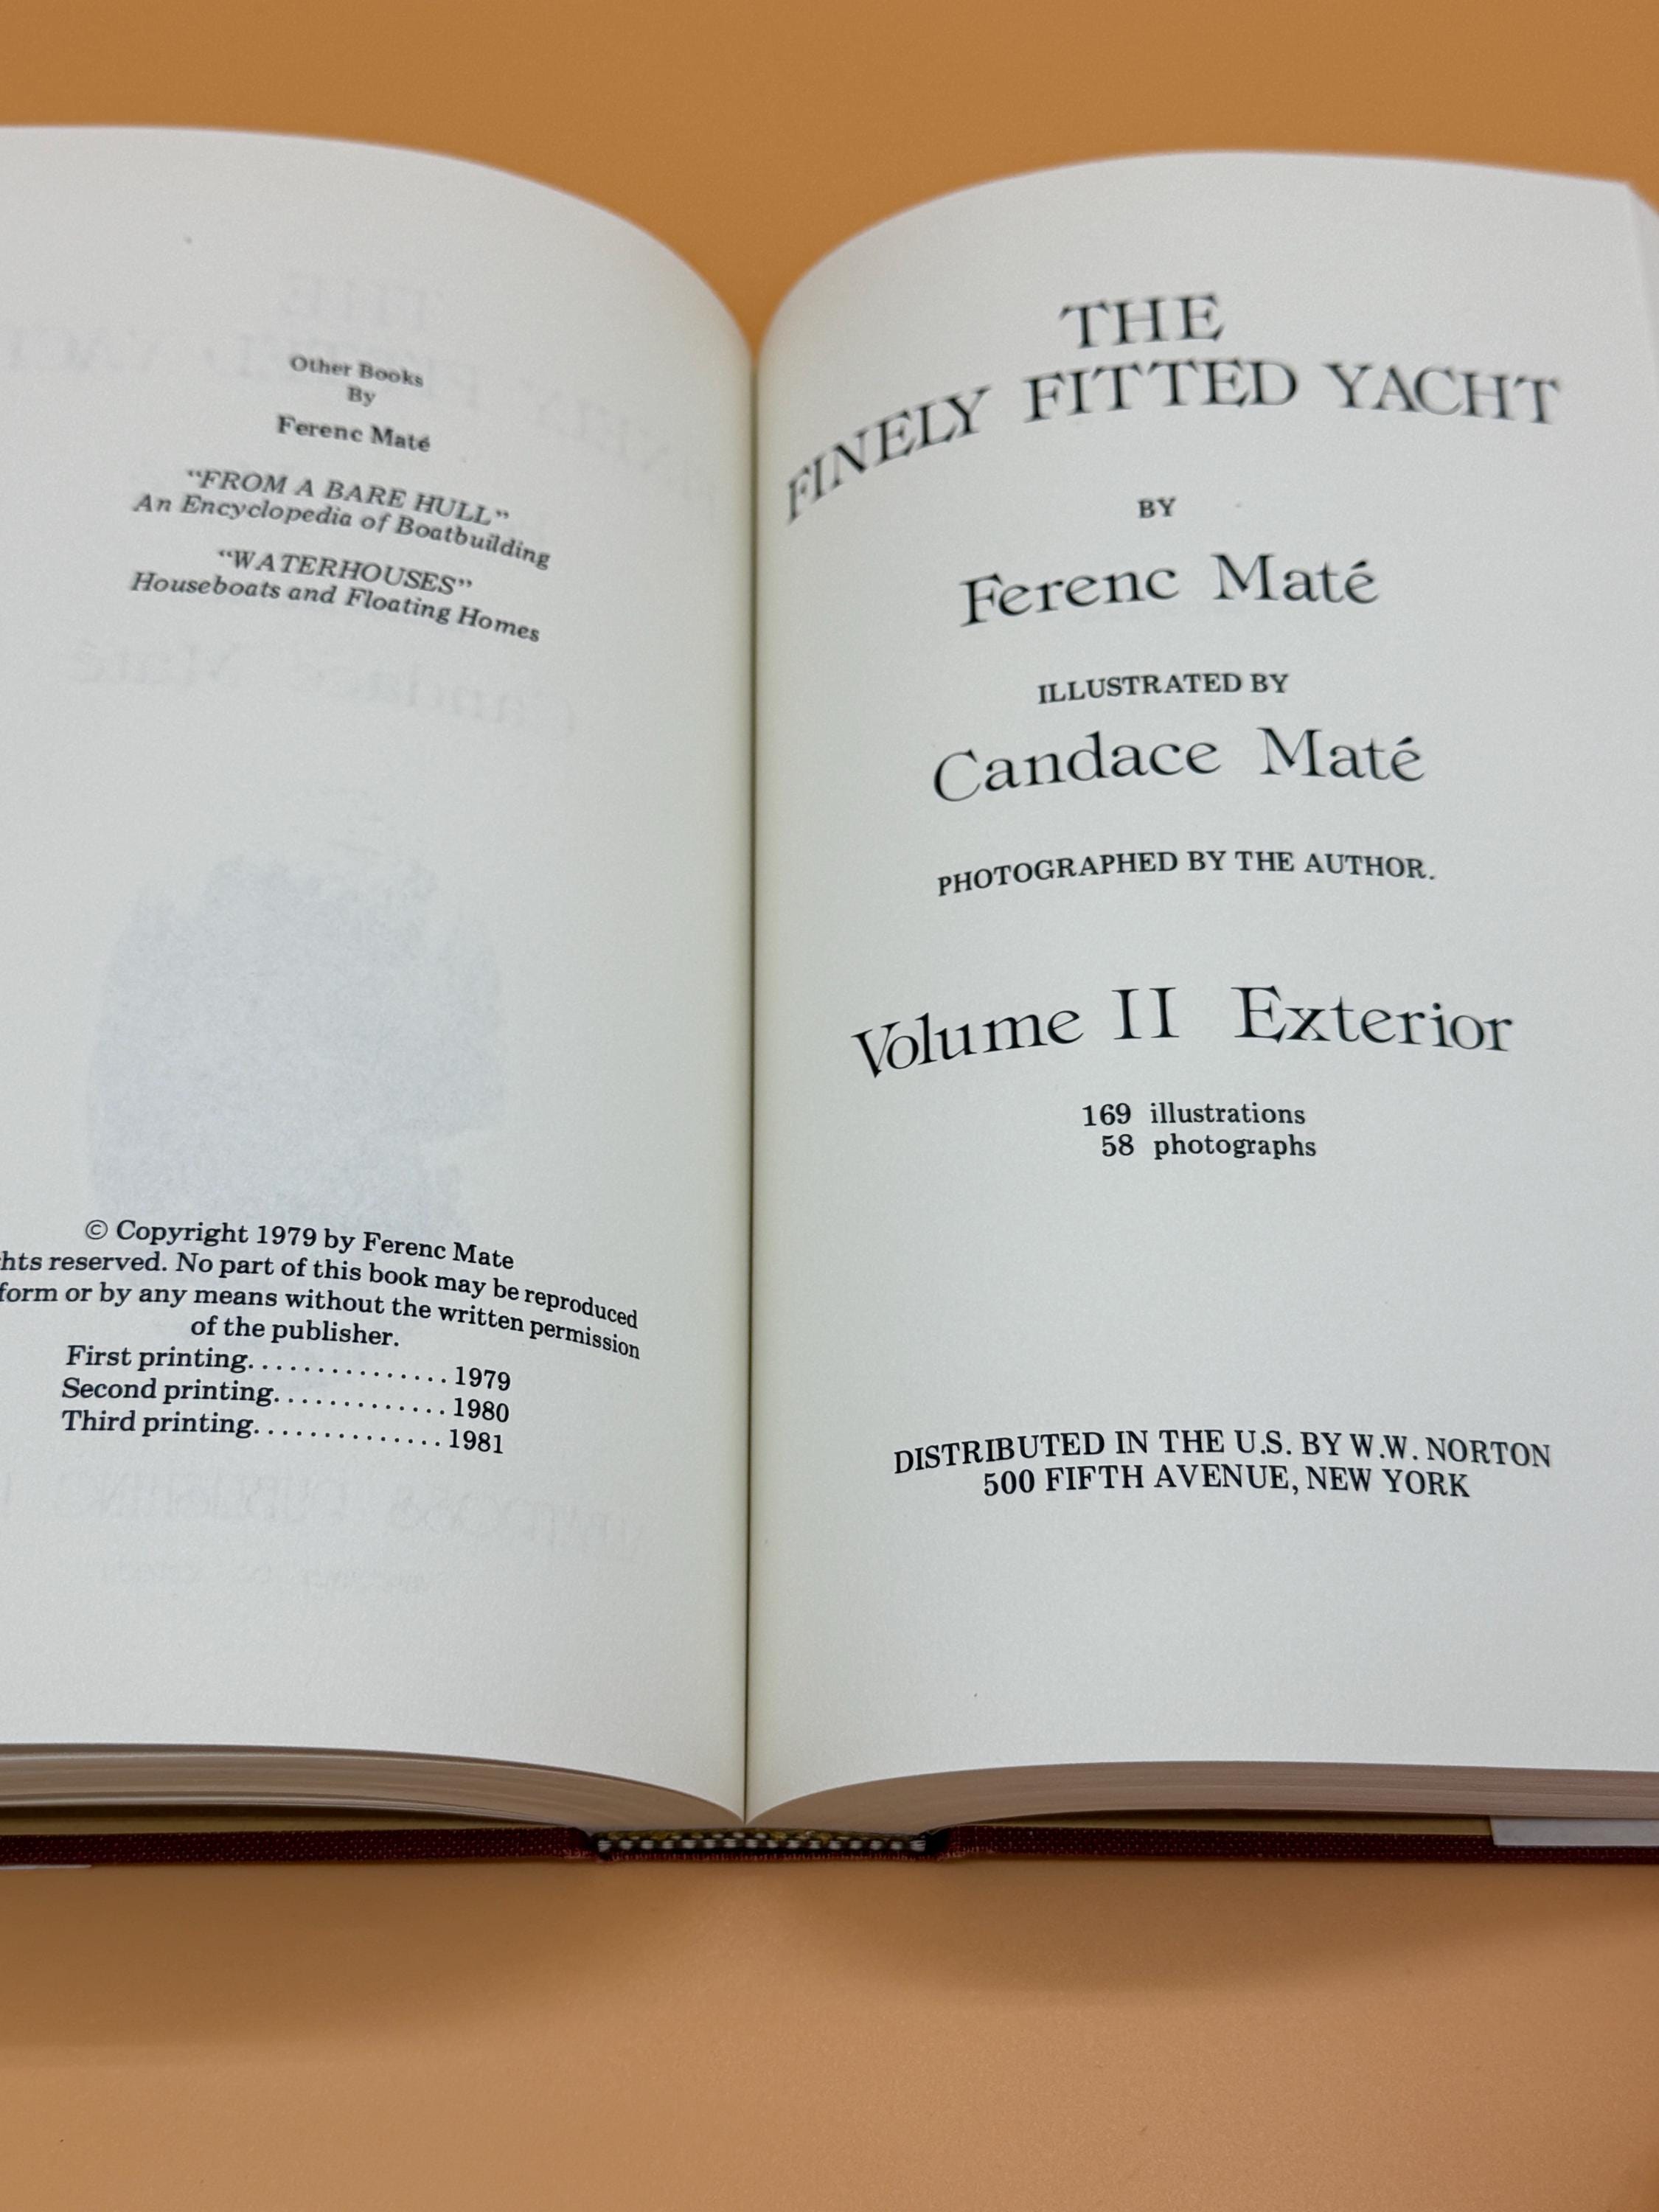 Other Books
By
Ferenc Maté
“FROM A BARE HULL”
An Encyclopedia of Boatbuilding
“WATERHOUSES”
Houseboats and Floating Homes
© Copyright 1979 by Ferenc Mate
hts reserved. No part of this book may be reproduced
form or by any means without the written permission
of the publisher.
First printing. . . . . . . . . . . . . . . 1979
Second printing. . . . . . . . . . . . . 1980
Third printing. . . . . . . . . . . . . . 1981
THE
FINELY FITTED YACHT
BY
Ferenc Maté
ILLUSTRATED BY
Candace Maté
PHOTOGRAPHED BY THE AUTHOR.
Volume II Exterior
169 illustrations
58 photographs
DISTRIBUTED IN THE U.S. BY W.W. NORTON
500 FIFTH AVENUE, NEW YORK